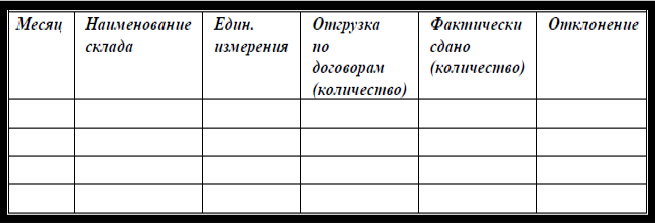 Месяц
Наименование
склада
Един.
измерения
Отгрузка
по
договорам
(количество)
Фактически
сдано
(количество)
Отклонение